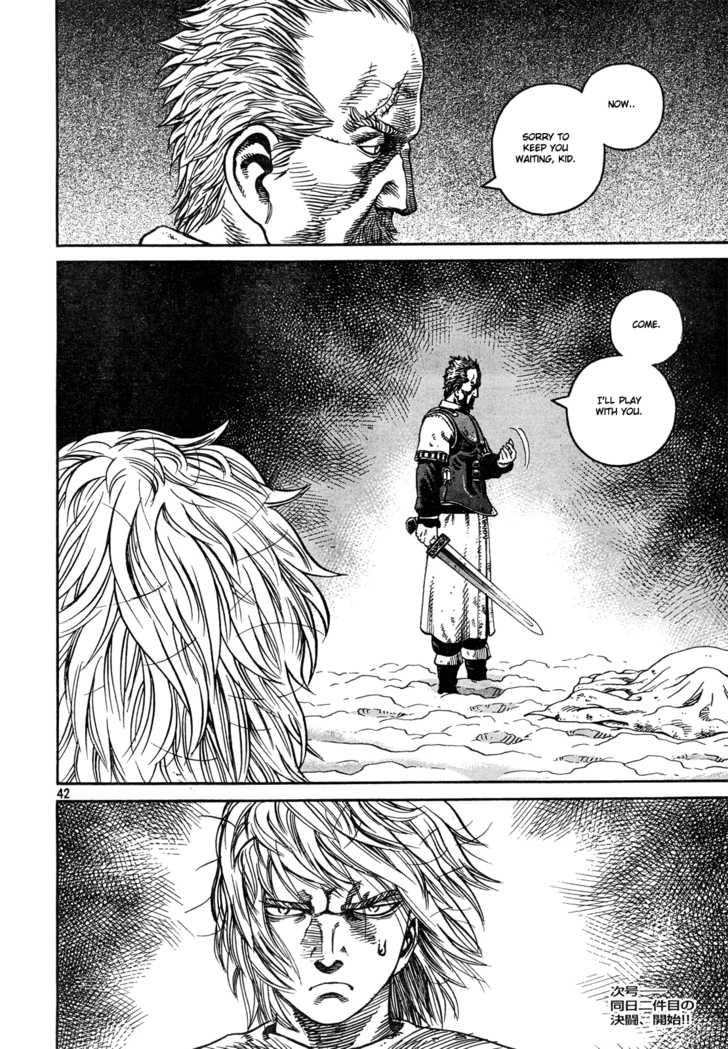 NOW..
SORRY TO
KEEP YOU
WAITING, KID.
COME.
I'LL PLAY
WITH YOU.
42
次号——
同日二件目の
決闘、開始!!